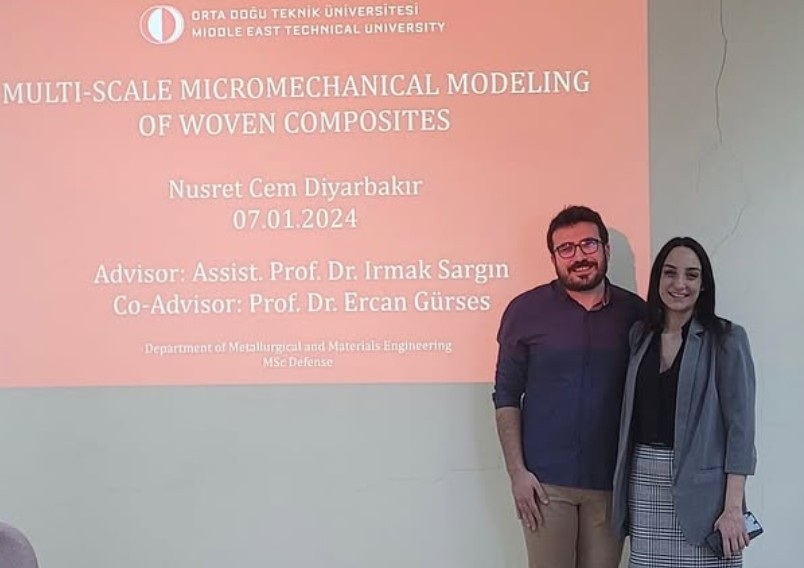 ORTA DOĞU TEKNİK ÜNİVERSİTESİ
MIDDLE EAST TECHNICAL UNIVERSITY
MULTI-SCALE MICROMECHANICAL MODELING
OF WOVEN COMPOSITES
Nusret Cem Diyarbakır
07.01.2024
Advisor: Assist. Prof. Dr. Irmak Sargın
Co-Advisor: Prof. Dr. Ercan Gürses
Department of Metallurgical and Materials Engineering
MSc Defense